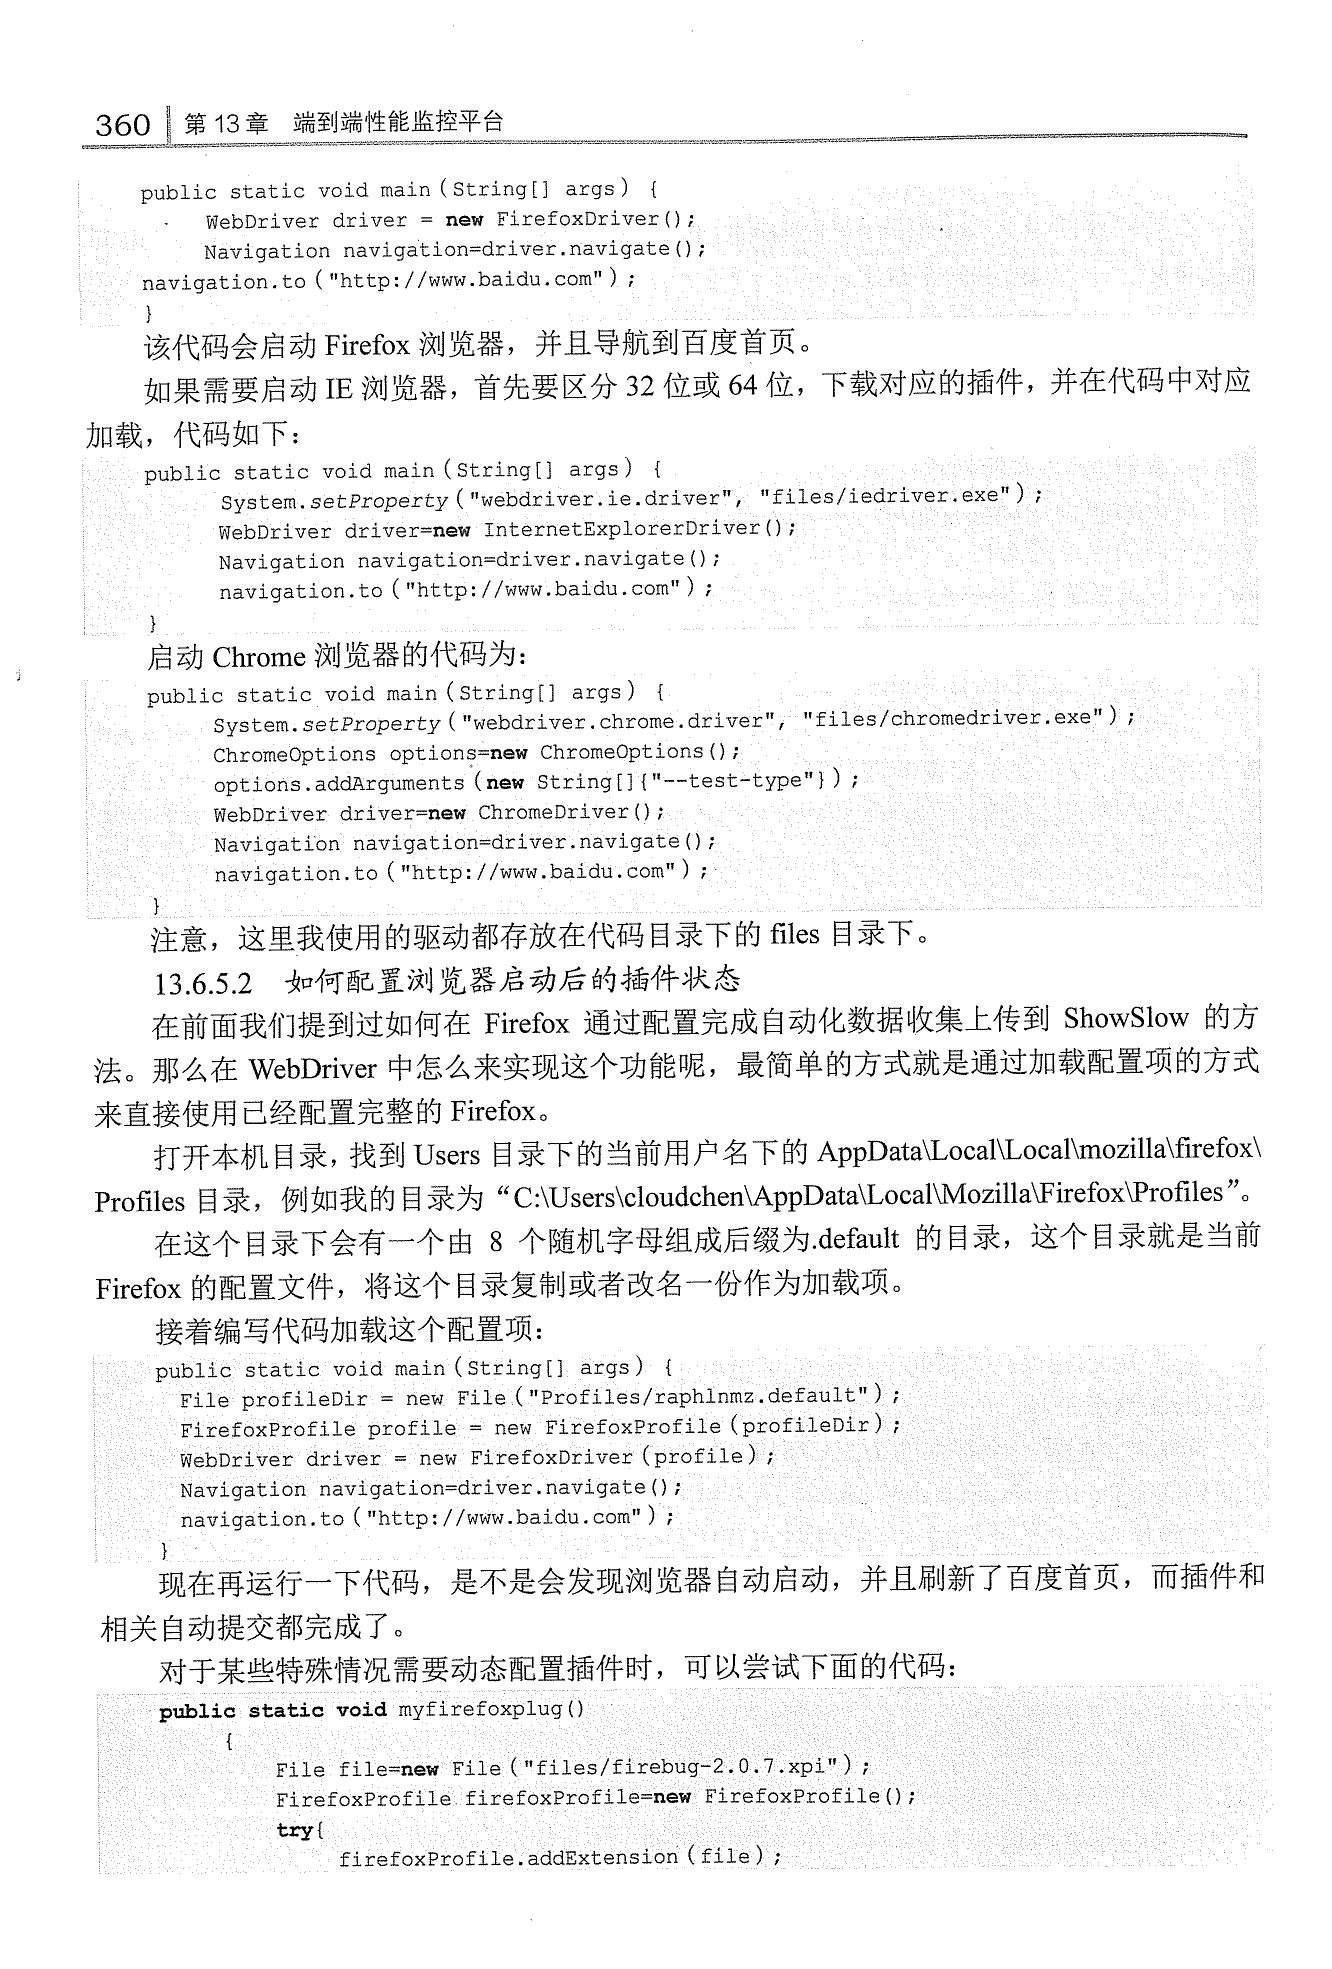 360 第13章 端到端性能监控平台
public static void main(String[] args) {
WebDriver driver = new FirefoxDriver();
Navigation navigation=driver.navigate();
navigation.to("http://www.baidu.com");
}
该代码会启动 Firefox 浏览器，并且导航到百度首页。
如果需要启动 IE 浏览器，首先要区分 32 位或 64 位，下载对应的插件，并在代码中对应
加载，代码如下：
public static void main(String[] args) {
System.setProperty("webdriver.ie.driver", "files/iedriver.exe");
WebDriver driver=new InternetExplorerDriver();
Navigation navigation=driver.navigate();
navigation.to("http://www.baidu.com");
}
启动 Chrome 浏览器的代码为：
public static void main(String[] args) {
System.setProperty("webdriver.chrome.driver", "files/chromedriver.exe");
ChromeOptions options=new ChromeOptions();
options.addArguments(new String[]{"--test-type"});
WebDriver driver=new ChromeDriver();
Navigation navigation=driver.navigate();
navigation.to("http://www.baidu.com");
}
注意，这里我使用的驱动都存放在代码目录下的 files 目录下。
13.6.5.2 如何配置浏览器启动后的插件状态
在前面我们提到过如何在 Firefox 通过配置完成自动化数据收集上传到 ShowSlow 的方
法。那么在 WebDriver 中怎么来实现这个功能呢，最简单的方式就是通过加载配置项的方式
来直接使用已经配置完整的 Firefox。
打开本机目录，找到 Users 目录下的当前用户名下的 AppData\Local\Local\mozilla\firefox\
Profiles 目录，例如我的目录为“C:\Users\cloudchen\AppData\Local\Mozilla\Firefox\Profiles”。
在这个目录下会有一个由 8 个随机字母组成后缀为.default 的目录，这个目录就是当前
Firefox 的配置文件，将这个目录复制或者改名一份作为加载项。
接着编写代码加载这个配置项：
public static void main(String[] args) {
File profileDir = new File("Profiles/raphlnmz.default");
FirefoxProfile profile = new FirefoxProfile(profileDir);
WebDriver driver = new FirefoxDriver(profile);
Navigation navigation=driver.navigate();
navigation.to("http://www.baidu.com");
}
现在再运行一下代码，是不是会发现浏览器自动启动，并且刷新了百度首页，而插件和
相关自动提交都完成了。
对于某些特殊情况需要动态配置插件时，可以尝试下面的代码：
public static void myfirefoxplug()
{
File file=new File("files/firebug-2.0.7.xpi");
FirefoxProfile firefoxProfile=new FirefoxProfile();
try{
firefoxProfile.addExtension(file);